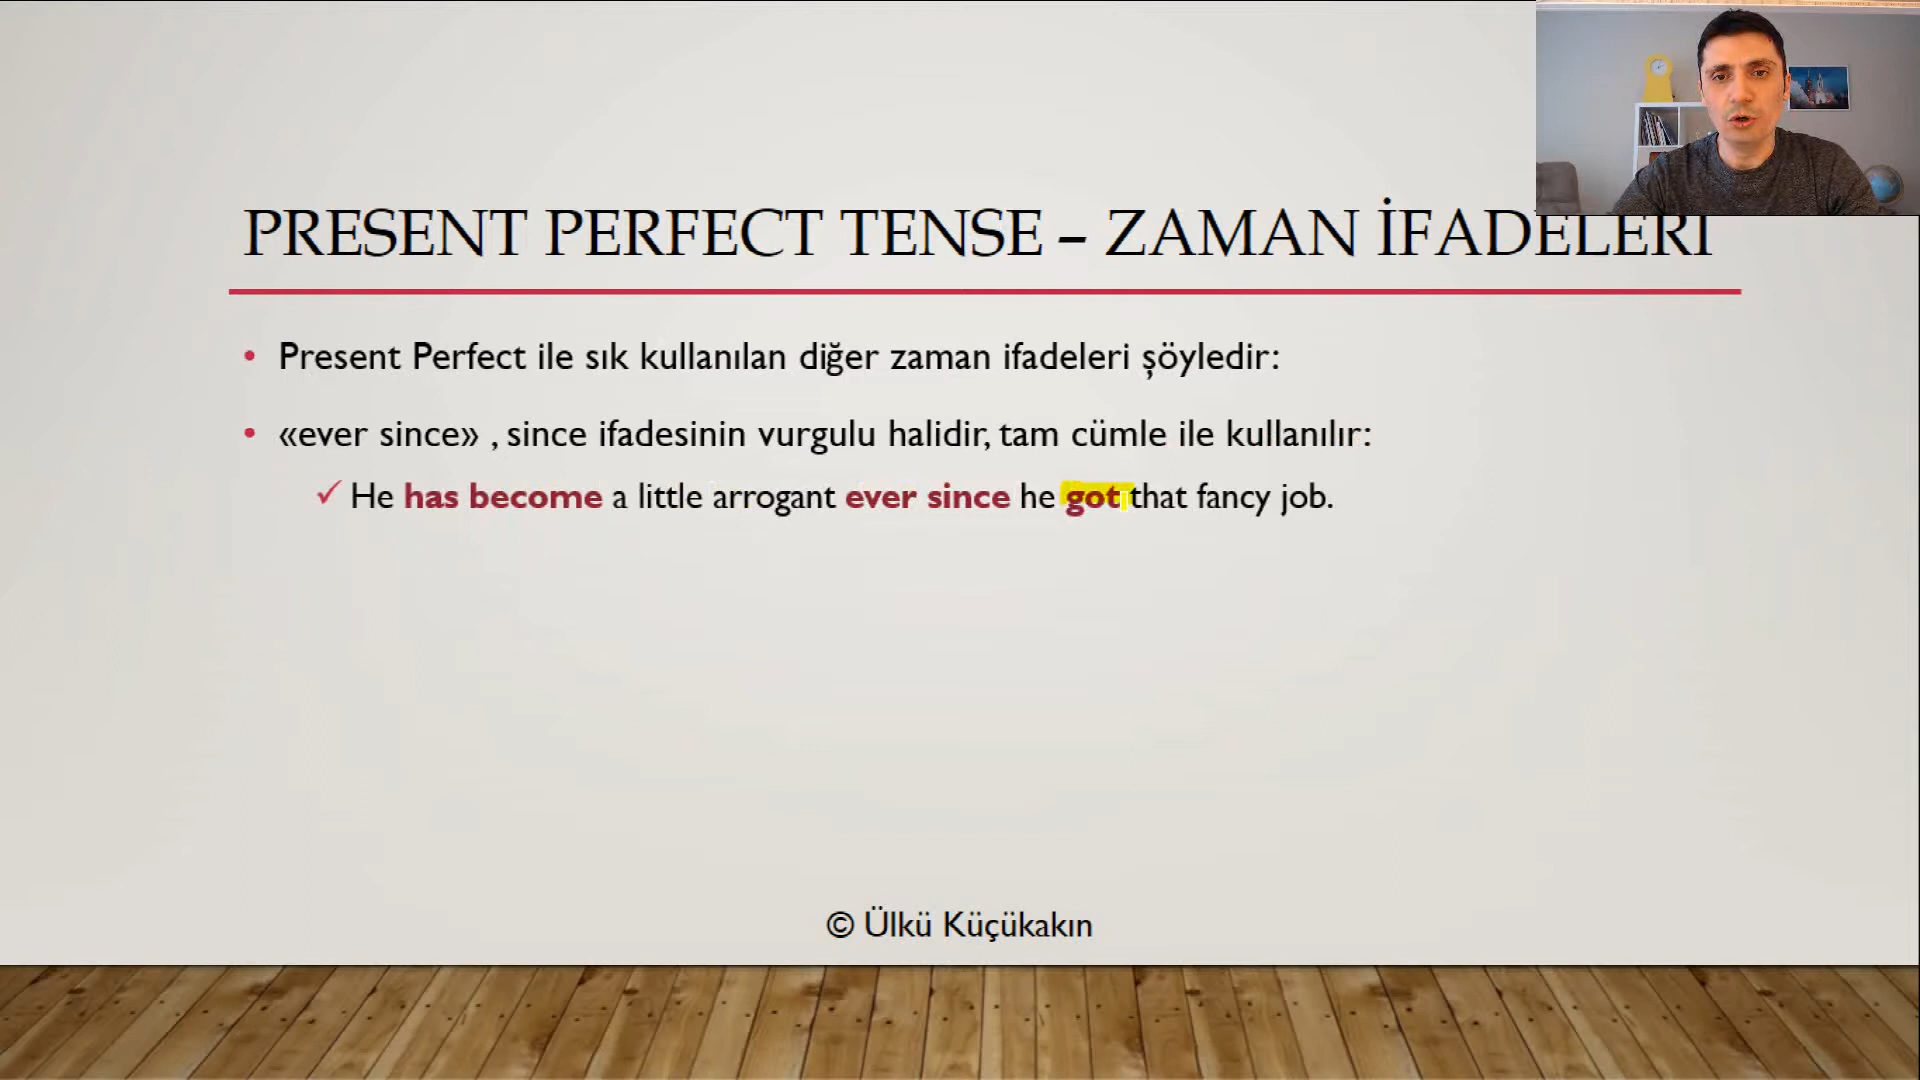 PRESENT PERFECT TENSE – ZAMAN İFADELERİ
• Present Perfect ile sık kullanılan diğer zaman ifadeleri şöyledir:
• «ever since» , since ifadesinin vurgulu halidir, tam cümle ile kullanılır:
✓ He has become a little arrogant ever since he got that fancy job.
© Ülkü Küçükakın